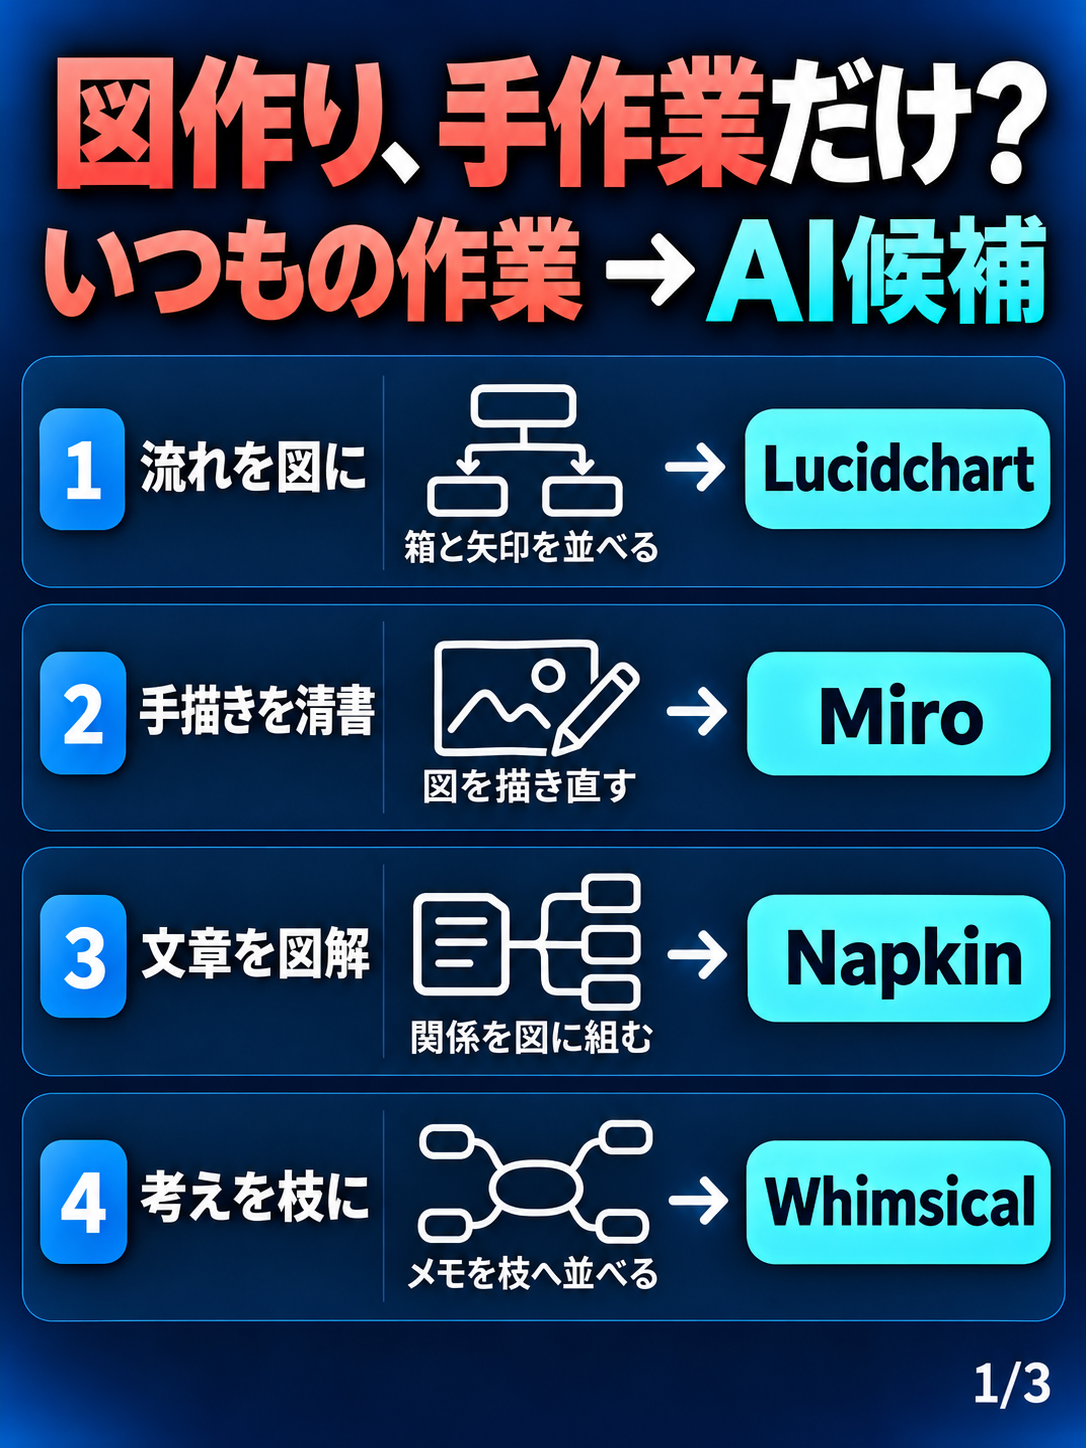 図作り、手作業だけ?
いつもの作業→AI候補
1 流れを図に
箱と矢印を並べる
→ Lucidchart
2 手描きを清書
図を描き直す
→ Miro
3 文章を図解
関係を図に組む
→ Napkin
4 考えを枝に
メモを枝へ並べる
→ Whimsical
1/3